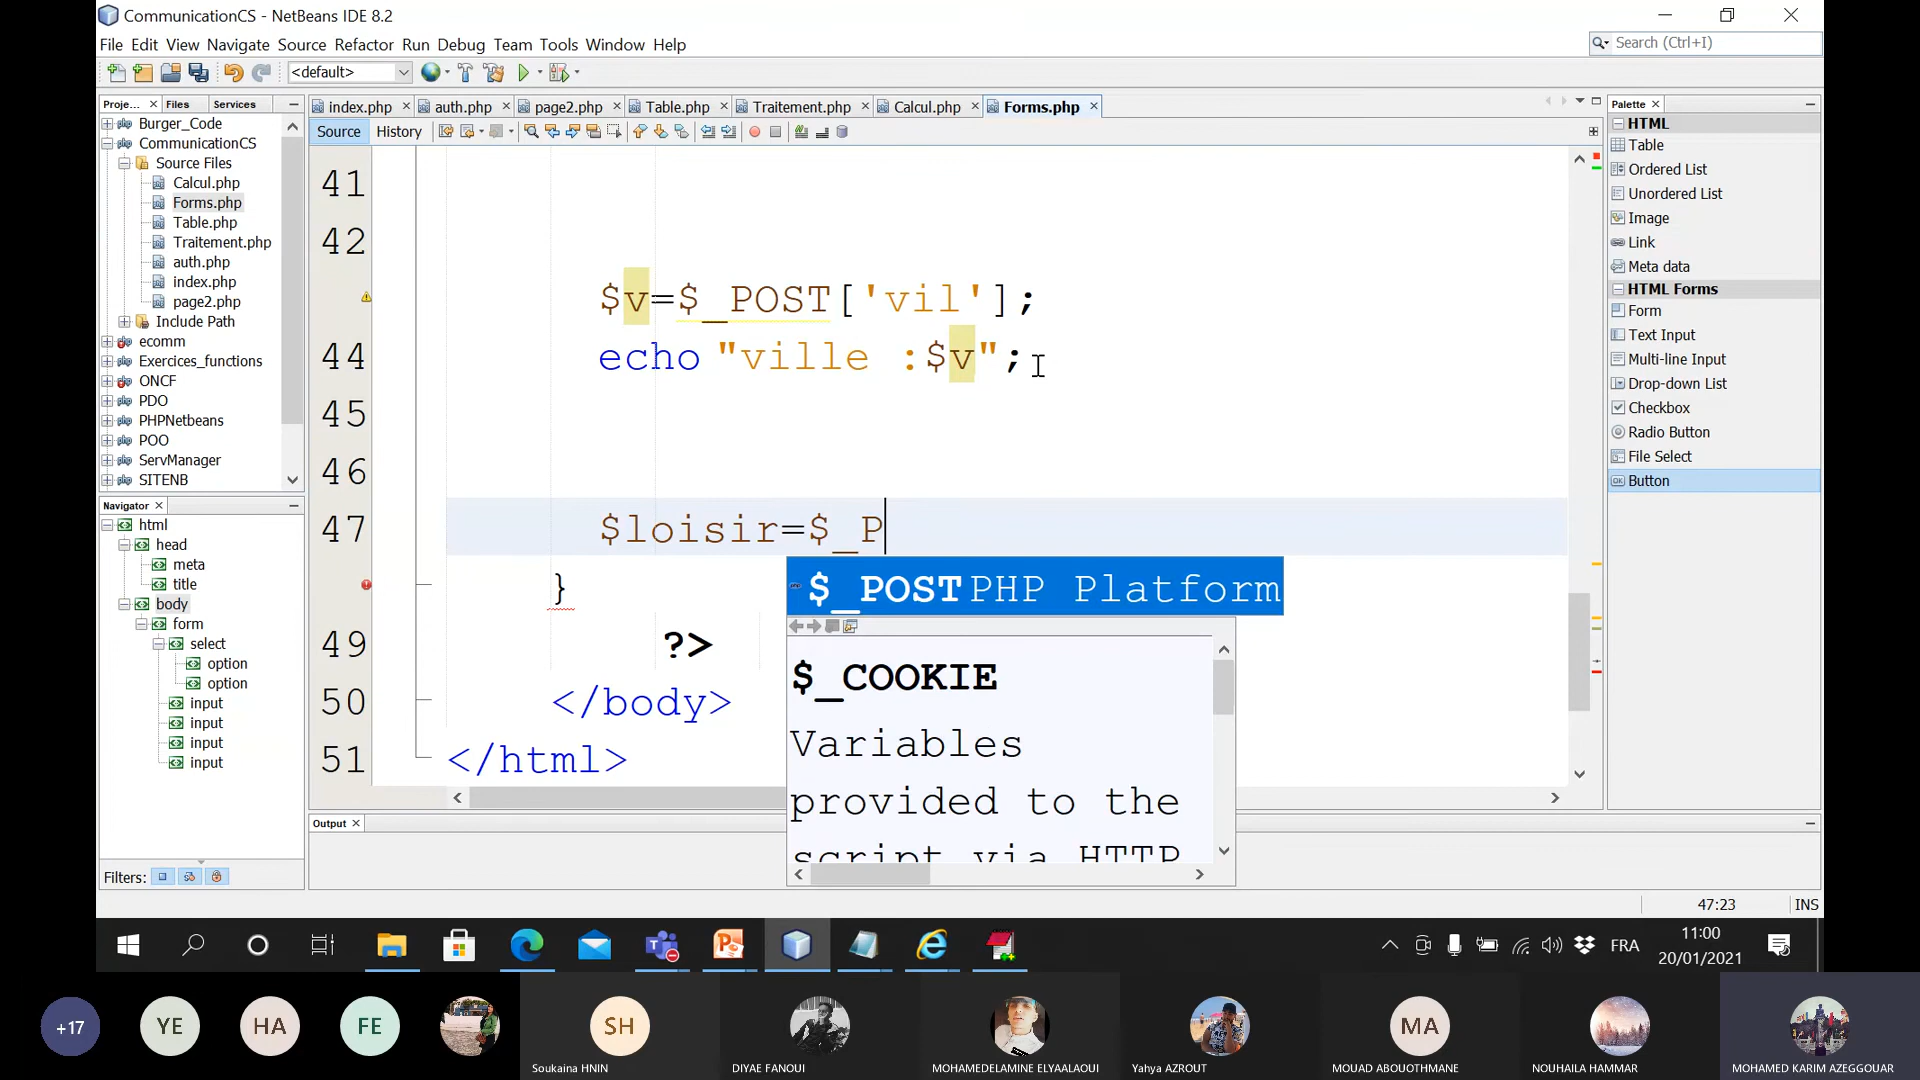 CommunicationCS - NetBeans IDE 8.2
File Edit View Navigate Source Refactor Run Debug Team Tools Window Help
Search (Ctrl+I)
<default>
Proje... Files Services
index.php auth.php page2.php Table.php Traitement.php Calcul.php Forms.php
Source History
Burger_Code
CommunicationCS
Source Files
Calcul.php
Forms.php
Table.php
Traitement.php
auth.php
index.php
page2.php
Include Path
ecomm
Exercices_functions
ONCF
PDO
PHPNetbeans
POO
ServManager
SITENB
Navigator
html
head
meta
title
body
form
select
option
option
input
input
input
input
Filters:
41
42
$v=$_POST['vil'];
44 echo "ville :$v";
45
46
47 $loisir=$_P
}
49 ?>
50 </body>
51 </html>
$_POST PHP Platform
$_COOKIE
Variables
provided to the
script via HTTP
Output
Palette
HTML
Table
Ordered List
Unordered List
Image
Link
Meta data
HTML Forms
Form
Text Input
Multi-line Input
Drop-down List
Checkbox
Radio Button
File Select
Button
47:23 INS
FRA
11:00
20/01/2021
+17
YE
HA
FE
SH
MA
Soukaina HNIN
DIYAE FANOUI
MOHAMEDELAMINE ELYAALAOUI
Yahya AZROUT
MOUAD ABOUOTHMANE
NOUHAILA HAMMAR
MOHAMED KARIM AZEGGOUAR